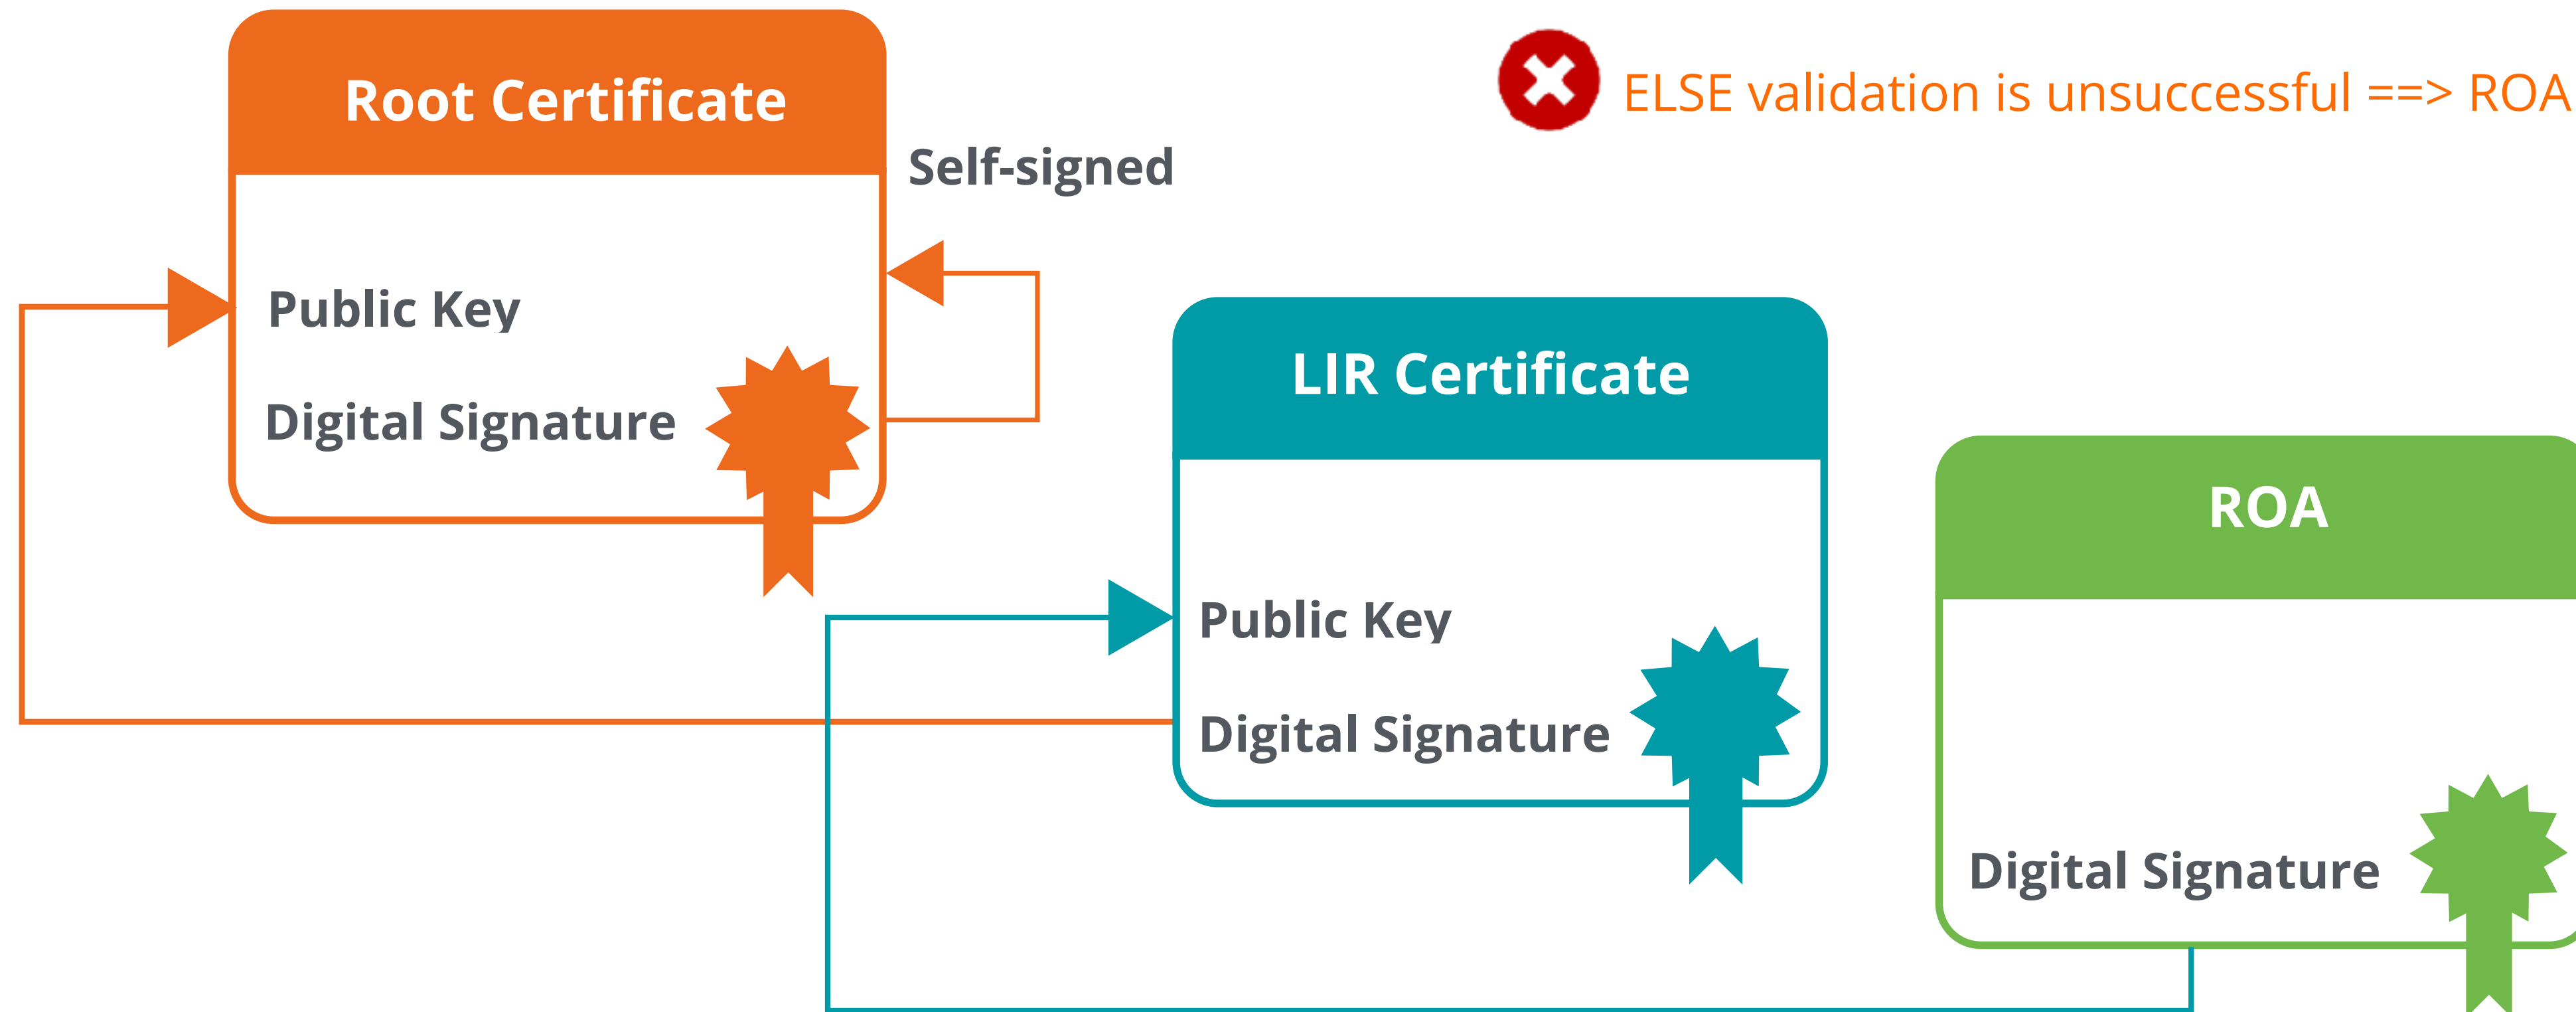 Root Certificate
ELSE validation is unsuccessful ==> ROA
Self-signed
Public Key
Digital Signature
LIR Certificate
Public Key
Digital Signature
ROA
Digital Signature